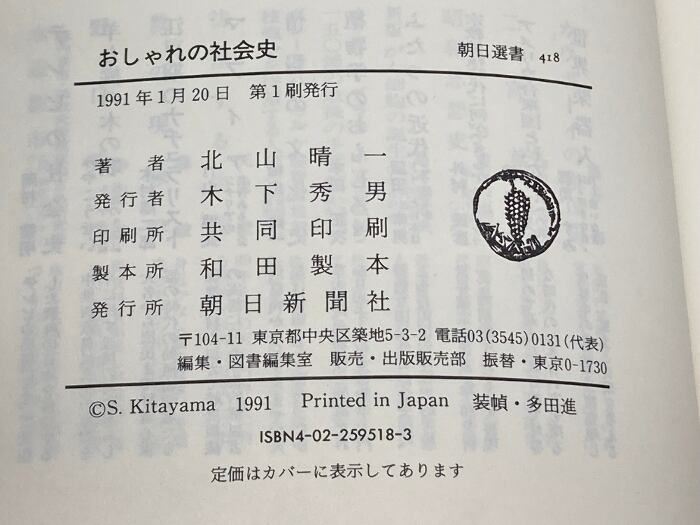 おしゃれの社会史 朝日選書 418
1991年1月20日 第1刷発行
著者 北山晴一
発行者 木下秀男
印刷所 共同印刷
製本所 和田製本
発行所 朝日新聞社
〒104-11 東京都中央区築地5-3-2 電話03(3545)0131(代表)
編集・図書編集室 販売・出版販売部 振替・東京0-1730
©S. Kitayama 1991 Printed in Japan 装幀・多田進
ISBN4-02-259518-3
定価はカバーに表示してあります